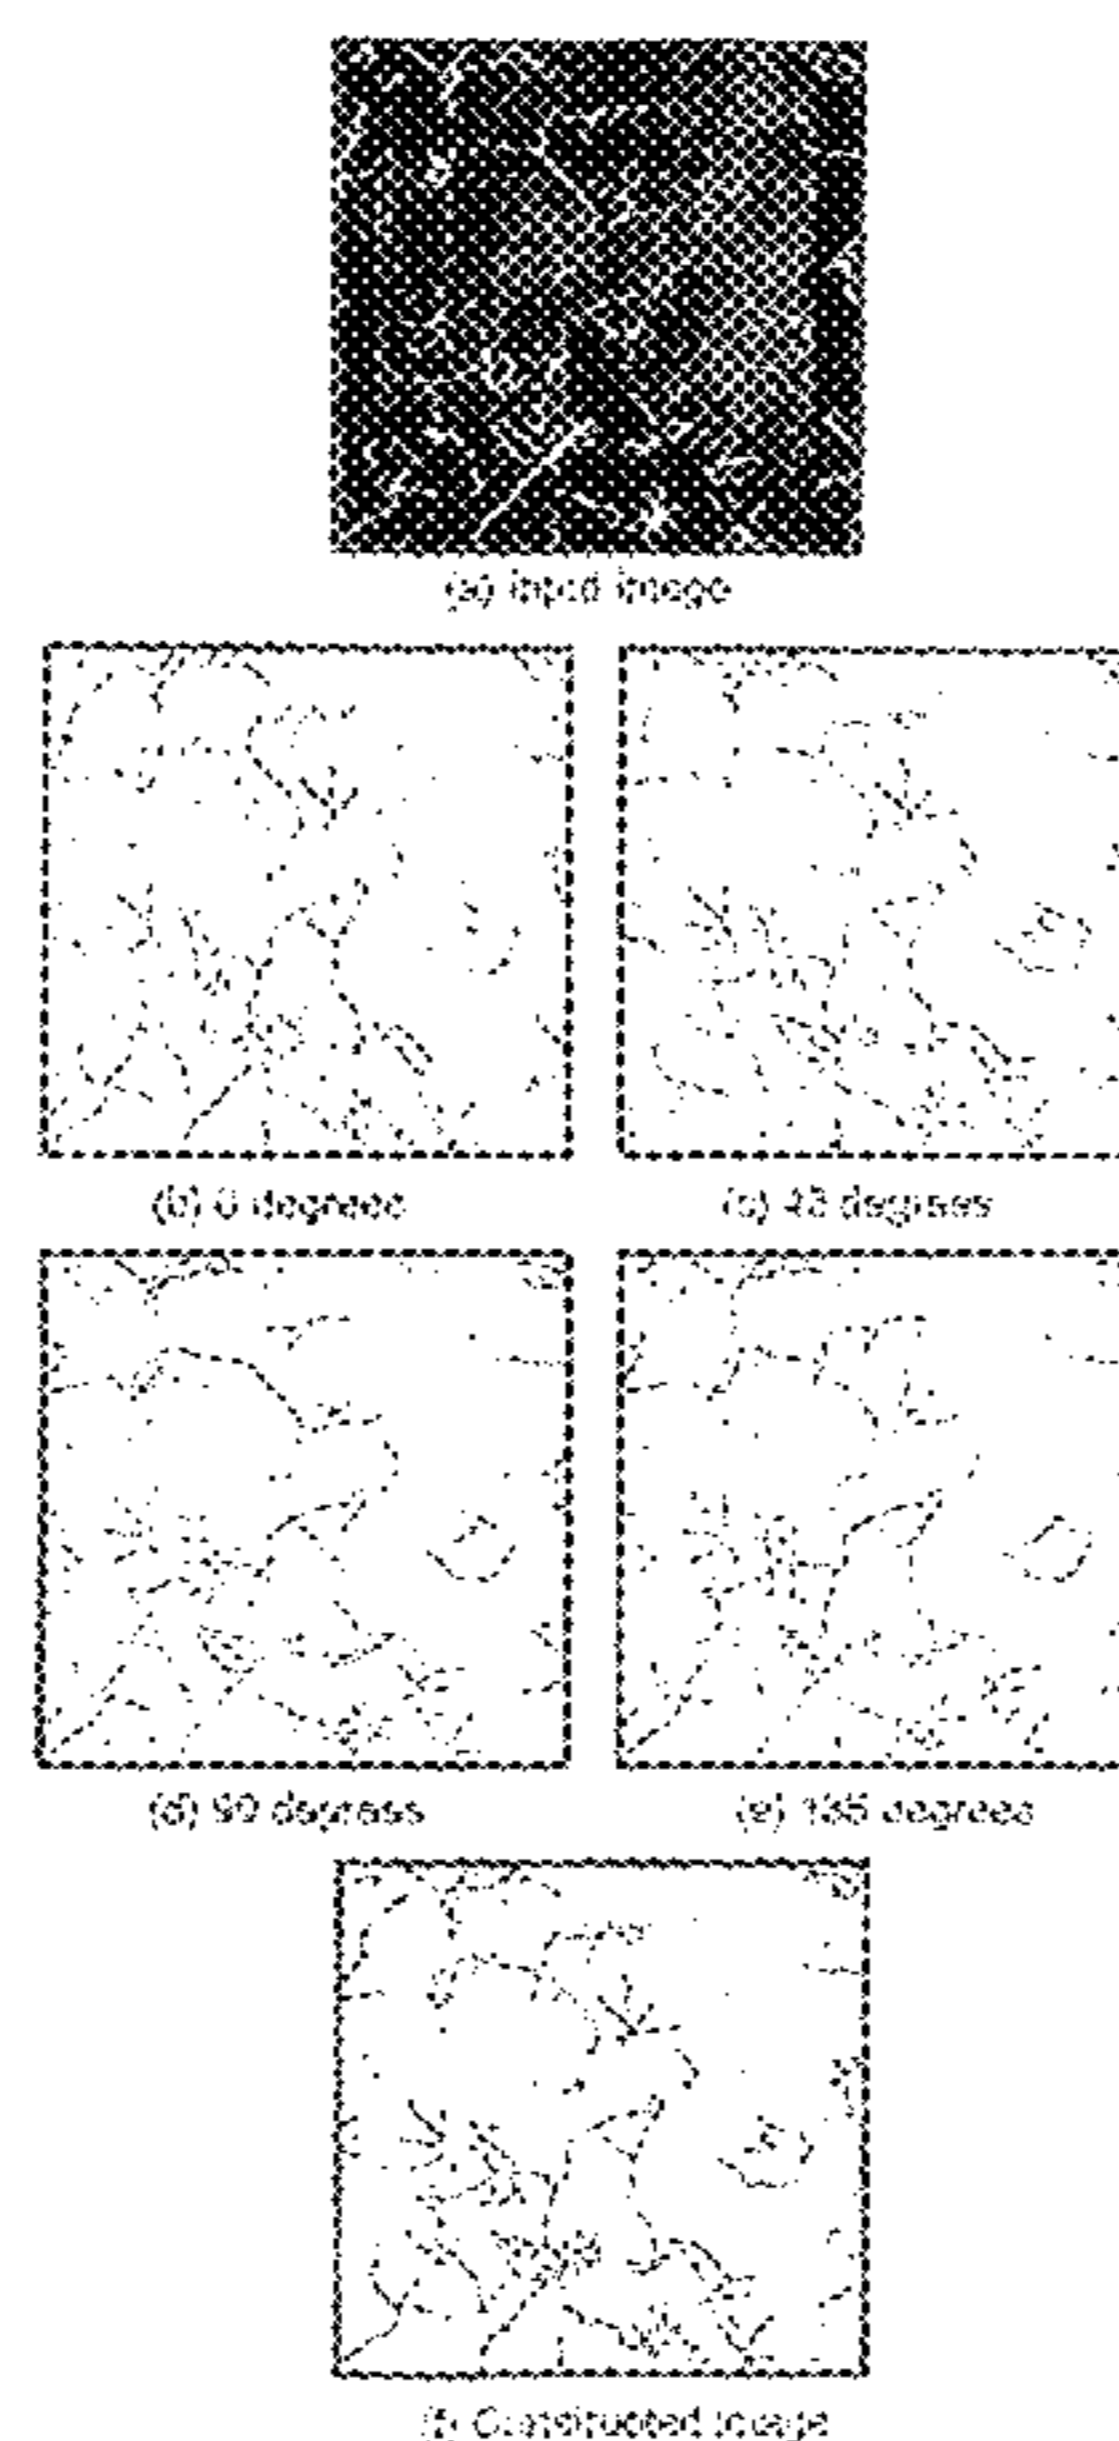 (a) Input image
(b) 0 degrees
(c) 45 degrees
(d) 90 degrees
(e) 135 degrees
(f) Constructed image